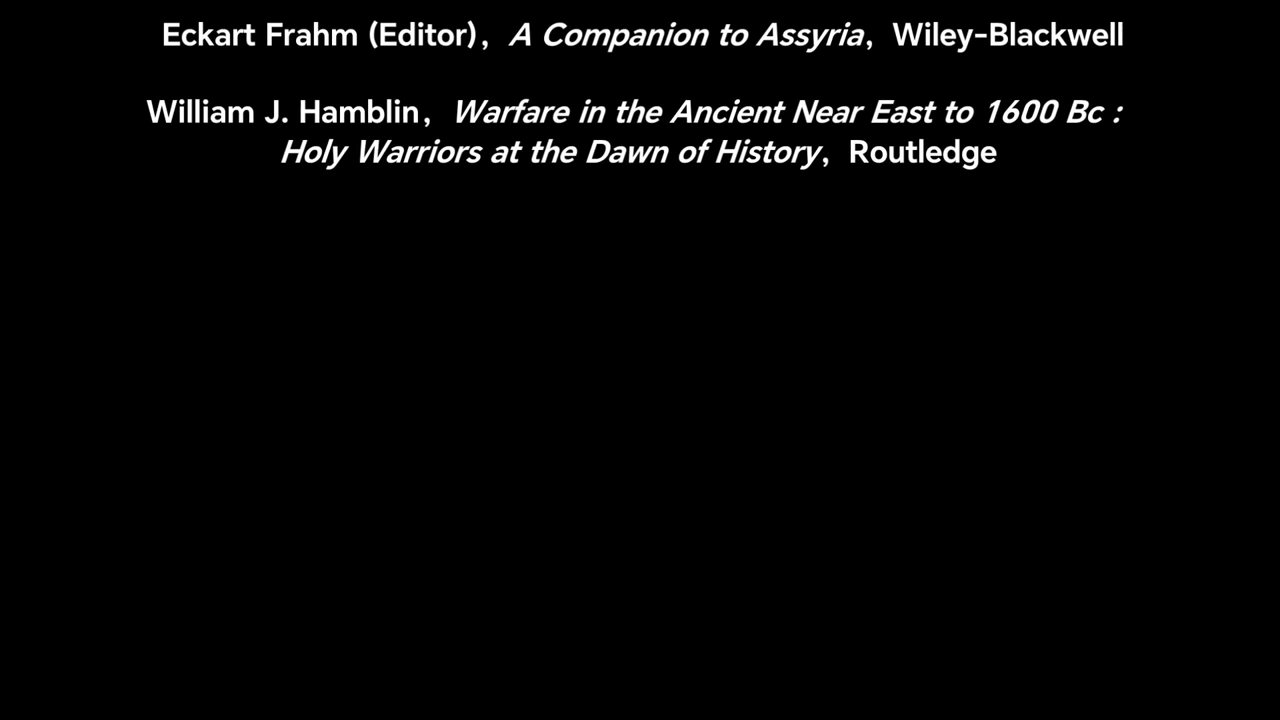 Eckart Frahm (Editor)，A Companion to Assyria，Wiley-Blackwell
William J. Hamblin，Warfare in the Ancient Near East to 1600 Bc :
Holy Warriors at the Dawn of History，Routledge